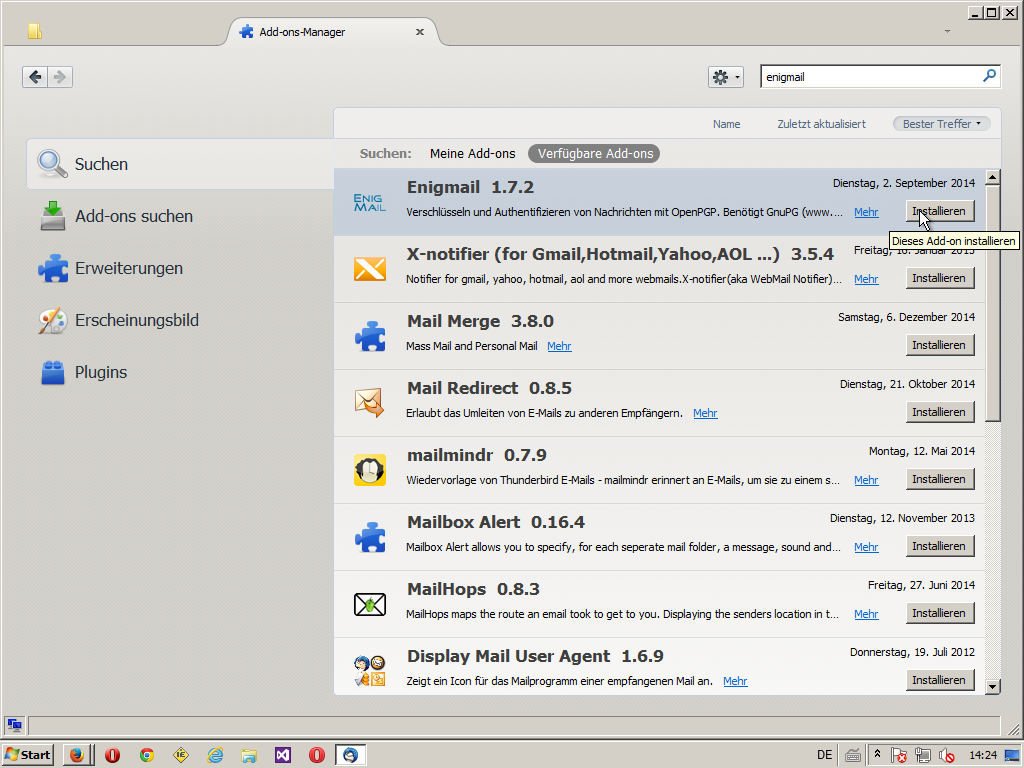 Add-ons-Manager
enigmail
Name Zuletzt aktualisiert Bester Treffer
Suchen: Meine Add-ons Verfügbare Add-ons
Suchen
Add-ons suchen
Erweiterungen
Erscheinungsbild
Plugins
ENIG MAIL
Enigmail 1.7.2 Dienstag, 2. September 2014
Verschlüsseln und Authentifizieren von Nachrichten mit OpenPGP. Benötigt GnuPG (www.... Mehr Installieren
Dieses Add-on installieren
X-notifier (for Gmail,Hotmail,Yahoo,AOL ...) 3.5.4 Freitag, 18. Januar 2013
Notifier for gmail, yahoo, hotmail, aol and more webmails.X-notifier(aka WebMail Notifier)... Mehr Installieren
Mail Merge 3.8.0 Samstag, 6. Dezember 2014
Mass Mail and Personal Mail Mehr Installieren
Mail Redirect 0.8.5 Dienstag, 21. Oktober 2014
Erlaubt das Umleiten von E-Mails zu anderen Empfängern. Mehr Installieren
mailmindr 0.7.9 Montag, 12. Mai 2014
Wiedervorlage von Thunderbird E-Mails - mailmindr erinnert an E-Mails, um sie zu einem s... Mehr Installieren
Mailbox Alert 0.16.4 Dienstag, 12. November 2013
Mailbox Alert allows you to specify, for each seperate mail folder, a message, sound and... Mehr Installieren
MailHops 0.8.3 Freitag, 27. Juni 2014
MailHops maps the route an email took to get to you. Displaying the senders location in t... Mehr Installieren
Display Mail User Agent 1.6.9 Donnerstag, 19. Juli 2012
Zeigt ein Icon für das Mailprogramm einer empfangenen Mail an. Mehr Installieren
Start DE 14:24